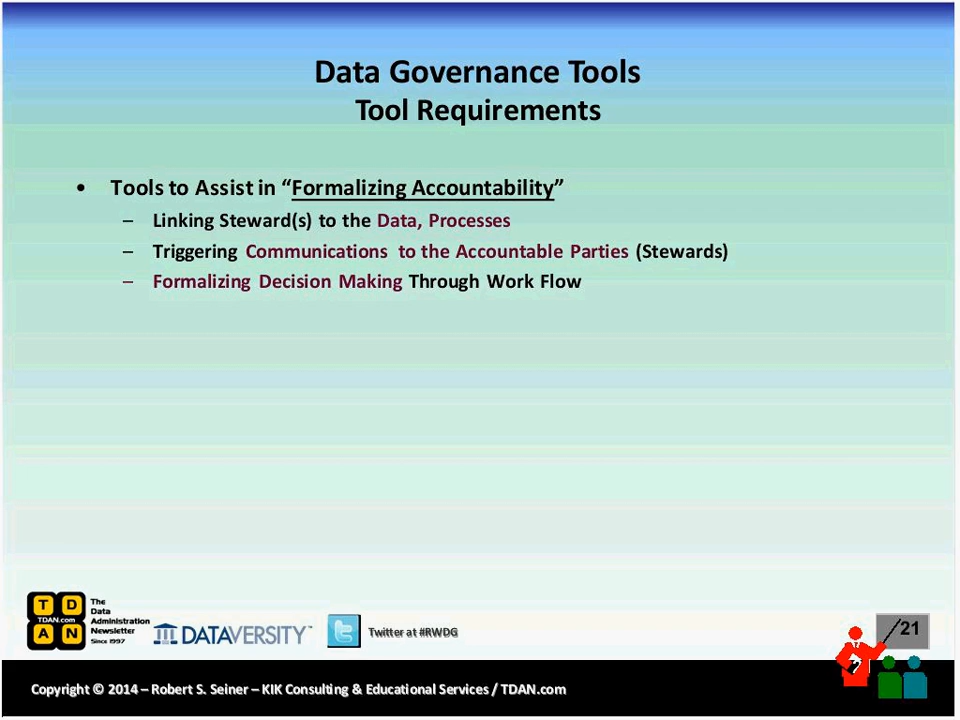 Data Governance Tools
Tool Requirements
• Tools to Assist in “Formalizing Accountability”
– Linking Steward(s) to the Data, Processes
– Triggering Communications to the Accountable Parties (Stewards)
– Formalizing Decision Making Through Work Flow
T D
TDAN.com
A N
The
Data
Administration
Newsletter
Since 1997
DATAVERSITY™
Twitter at #RWDG
21
Copyright © 2014 – Robert S. Seiner – KIK Consulting & Educational Services / TDAN.com